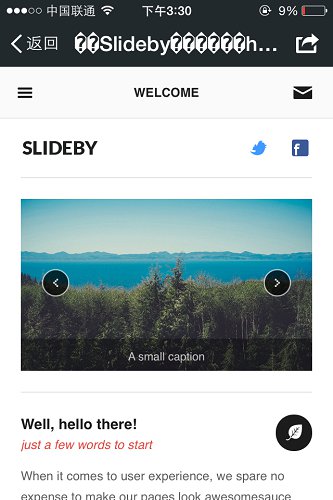 中国联通 下午3:30 9%
返回 ��Slideby������h...
WELCOME
SLIDEBY
A small caption
Well, hello there!
just a few words to start
When it comes to user experience, we spare no
expense to make our pages look awesomesauce